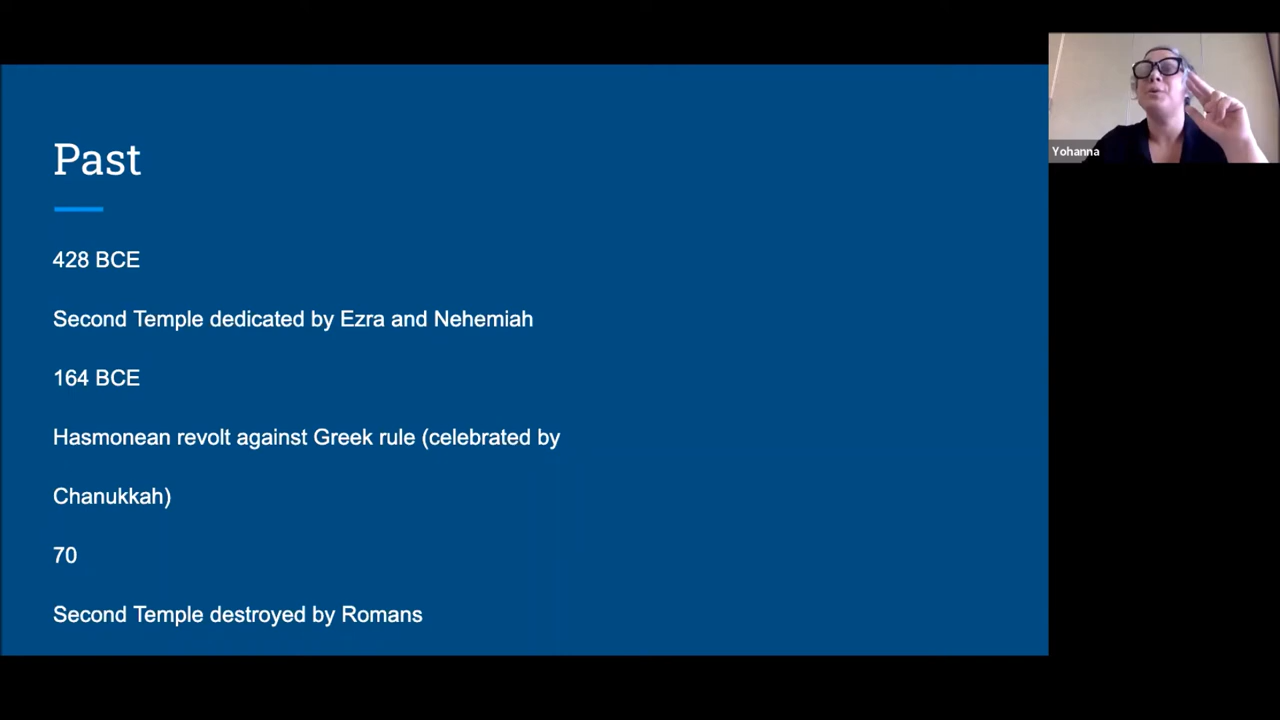 Past
428 BCE
Second Temple dedicated by Ezra and Nehemiah
164 BCE
Hasmonean revolt against Greek rule (celebrated by
Chanukkah)
70
Second Temple destroyed by Romans
Yohanna